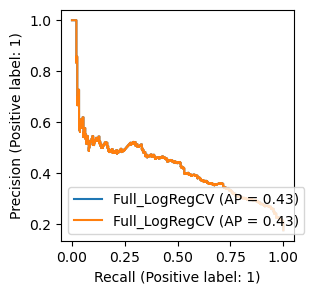 Precision (Positive label: 1)
1.0
0.8
0.6
0.4
0.2
Full_LogRegCV (AP = 0.43)
Full_LogRegCV (AP = 0.43)
0.00 0.25 0.50 0.75 1.00
Recall (Positive label: 1)